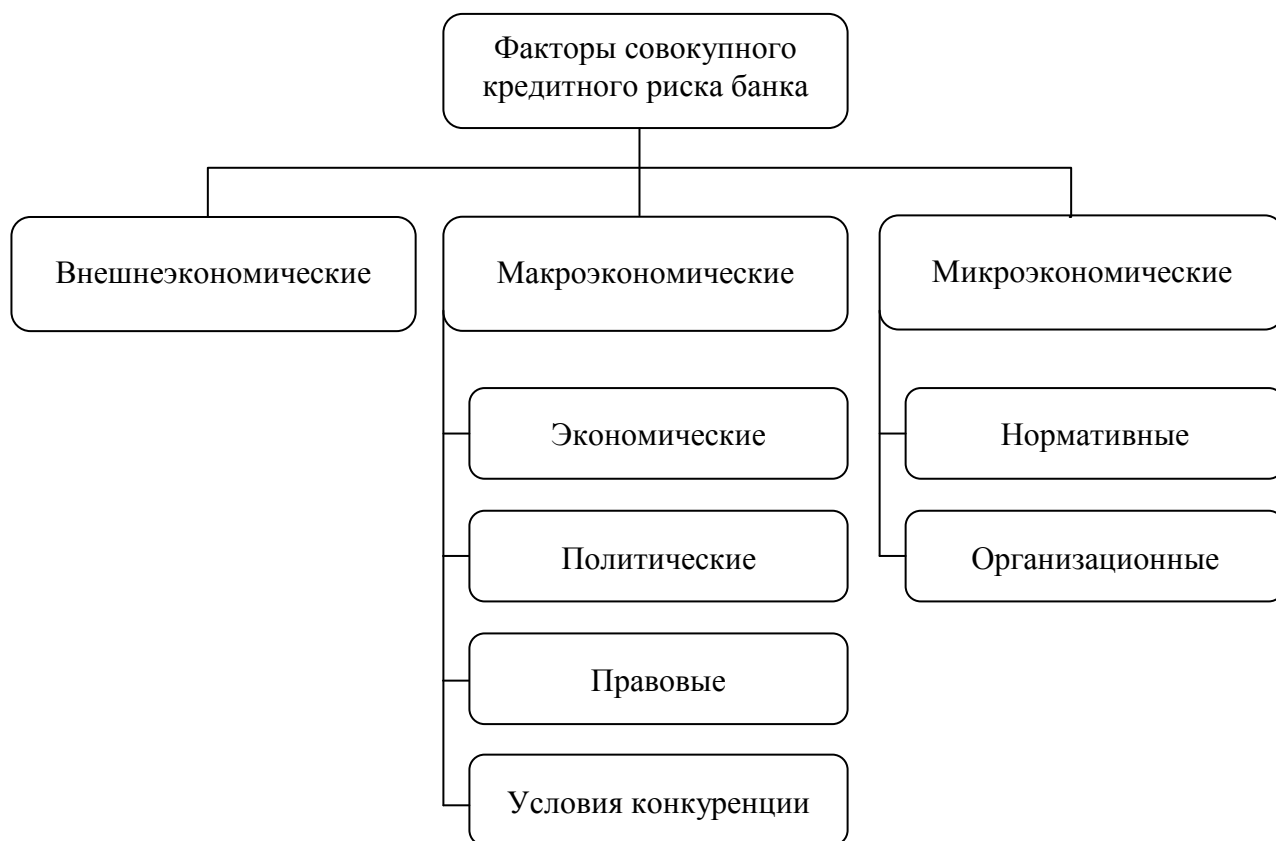 Факторы совокупного
кредитного риска банка
Внешнеэкономические
Макроэкономические
Микроэкономические
Экономические
Нормативные
Политические
Организационные
Правовые
Условия конкуренции